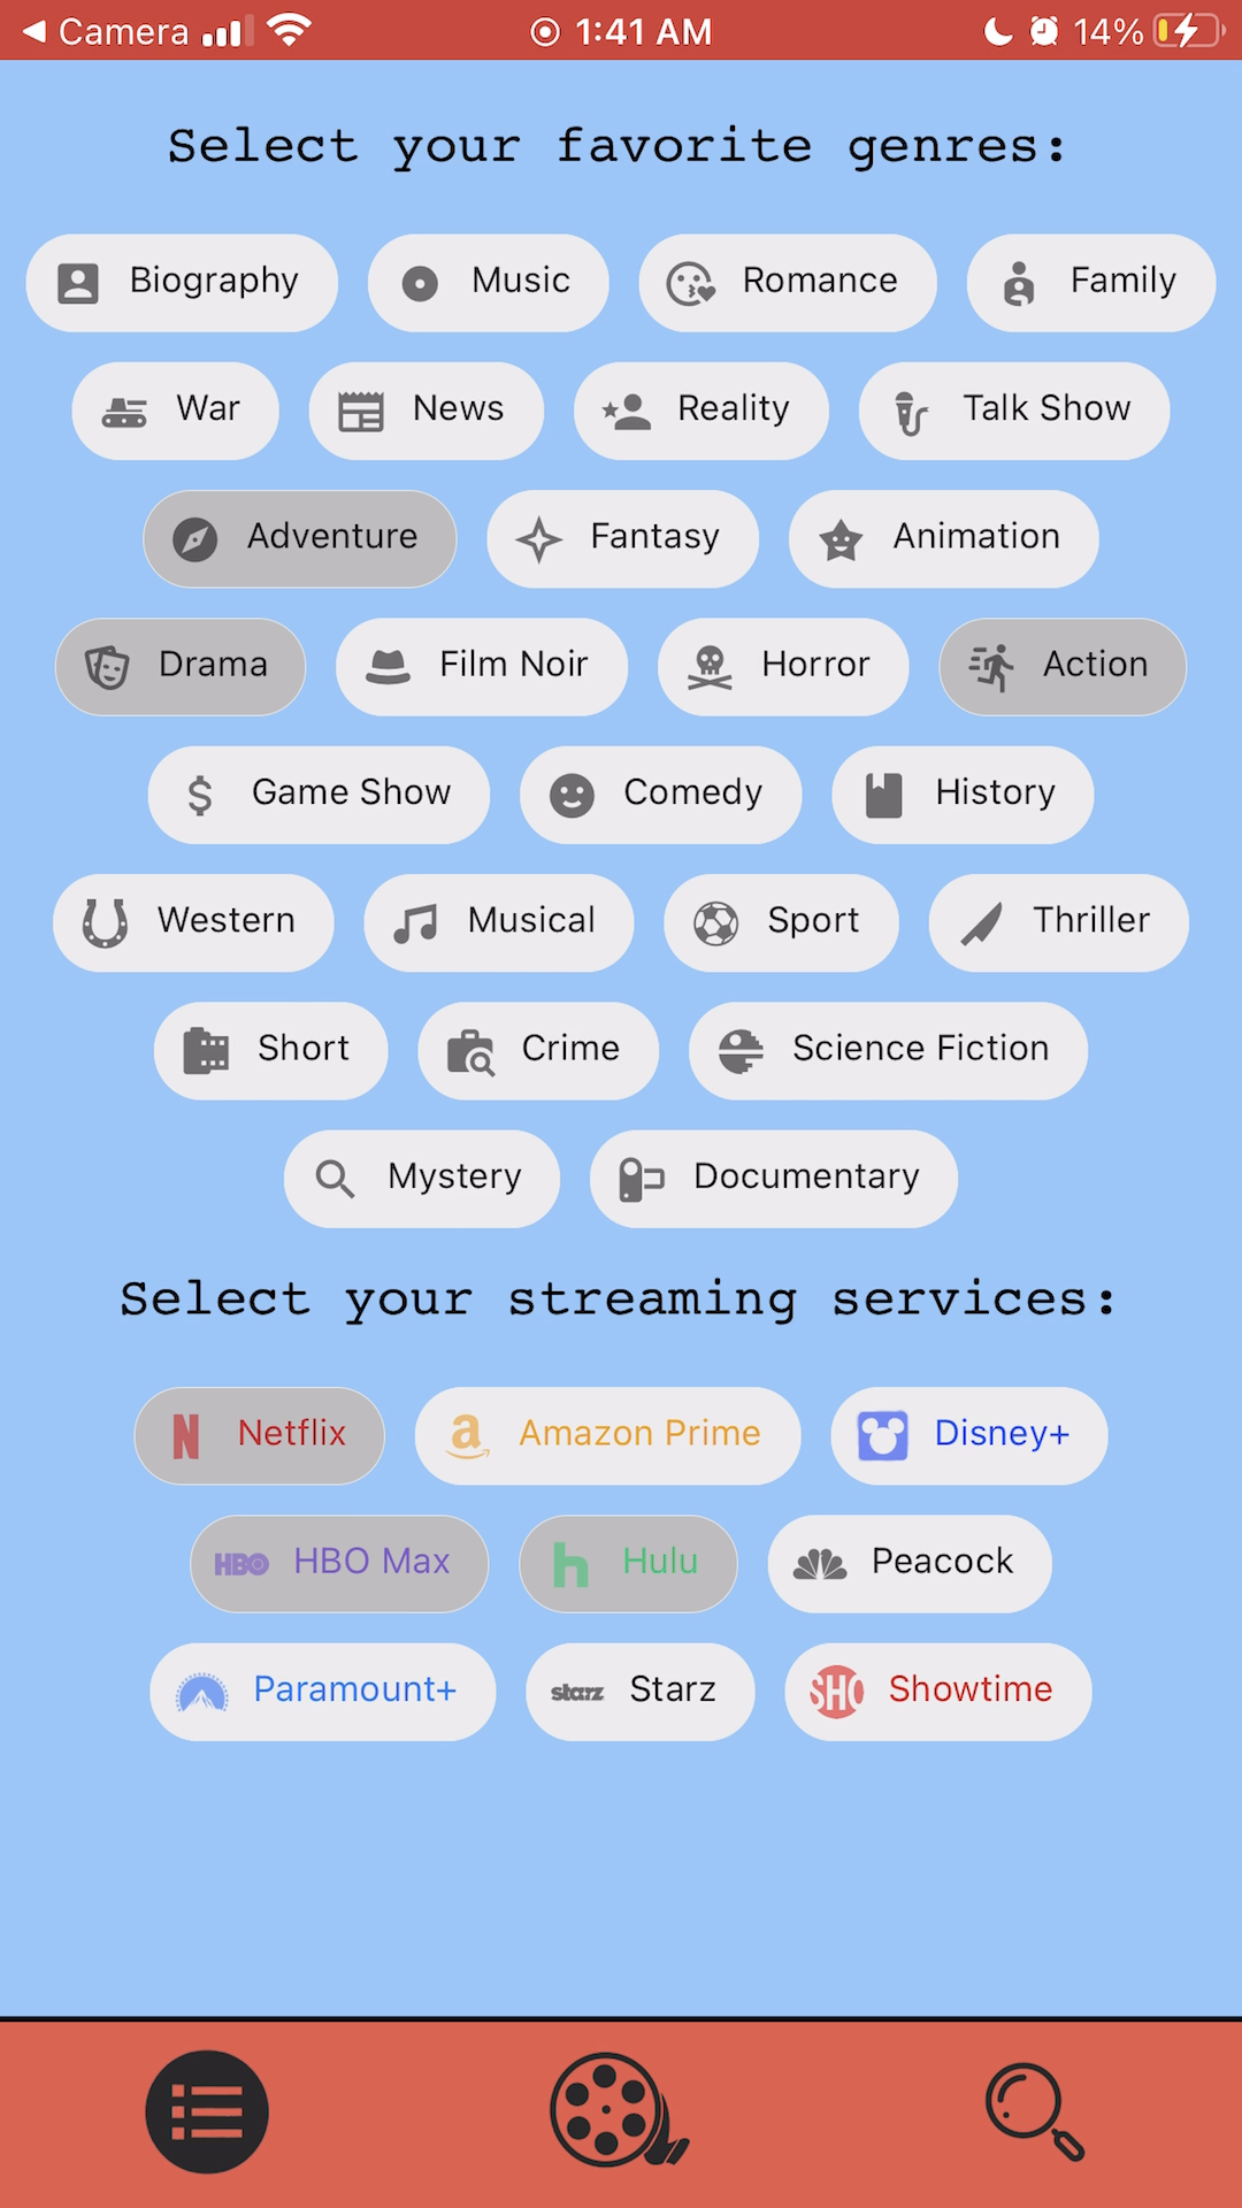 Camera 1:41 AM 14%
Select your favorite genres:
Biography Music Romance Family
War News Reality Talk Show
Adventure Fantasy Animation
Drama Film Noir Horror Action
$ Game Show Comedy History
Western Musical Sport Thriller
Short Crime Science Fiction
Mystery Documentary
Select your streaming services:
N Netflix a Amazon Prime Disney+
HBO HBO Max h Hulu Peacock
Paramount+ starz Starz SHO Showtime